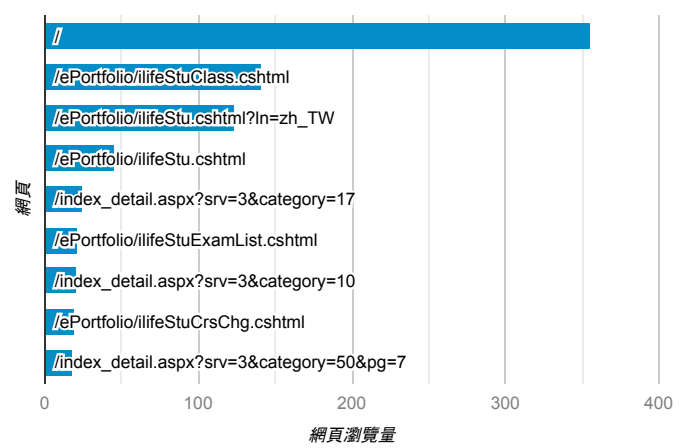 /
/ePortfolio/ilifeStuClass.cshtml
/ePortfolio/ilifeStu.cshtml?ln=zh_TW
/ePortfolio/ilifeStu.cshtml
/index_detail.aspx?srv=3&category=17
/ePortfolio/ilifeStuExamList.cshtml
/index_detail.aspx?srv=3&category=10
/ePortfolio/ilifeStuCrsChg.cshtml
/index_detail.aspx?srv=3&category=50&pg=7
網頁
0 100 200 300 400
網頁瀏覽量